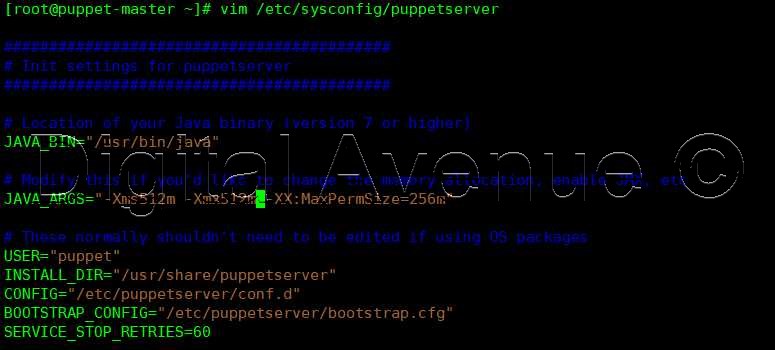 [root@puppet-master ~]# vim /etc/sysconfig/puppetserver
###########################################
# Init settings for puppetserver
###########################################
# Location of your Java binary (version 7 or higher)
JAVA_BIN="/usr/bin/java"
# Modify this if you'd like to change the memory allocation, enable JMX, etc
JAVA_ARGS="-Xms512m -Xmx512m -XX:MaxPermSize=256m"
# These normally shouldn't need to be edited if using OS packages
USER="puppet"
INSTALL_DIR="/usr/share/puppetserver"
CONFIG="/etc/puppetserver/conf.d"
BOOTSTRAP_CONFIG="/etc/puppetserver/bootstrap.cfg"
SERVICE_STOP_RETRIES=60
DigitalAvenue ©